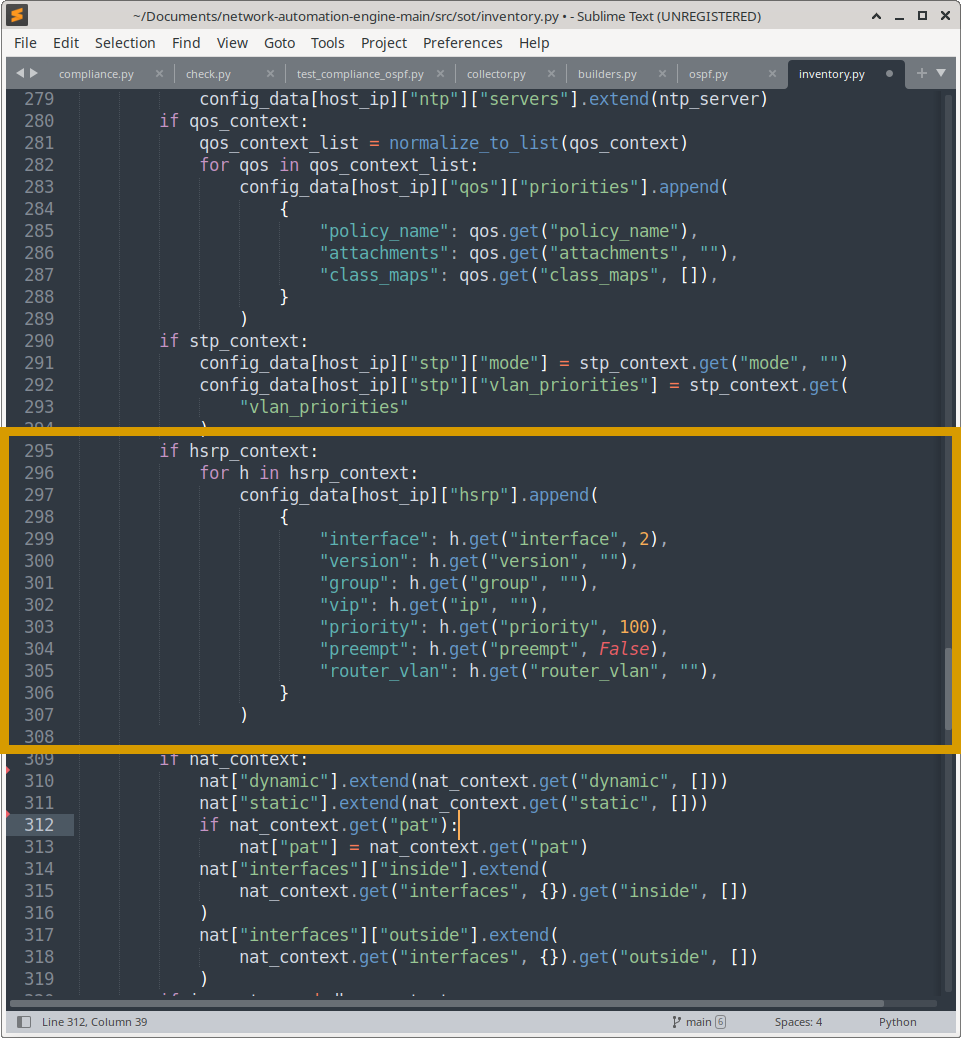 ~/Documents/network-automation-engine-main/src/sot/inventory.py • - Sublime Text (UNREGISTERED)
File Edit Selection Find View Goto Tools Project Preferences Help
compliance.py × check.py × test_compliance_ospf.py × collector.py × builders.py × ospf.py × inventory.py
279 config_data[host_ip]["ntp"]["servers"].extend(ntp_server)
280 if qos_context:
281 qos_context_list = normalize_to_list(qos_context)
282 for qos in qos_context_list:
283 config_data[host_ip]["qos"]["priorities"].append(
284 {
285 "policy_name": qos.get("policy_name"),
286 "attachments": qos.get("attachments", ""),
287 "class_maps": qos.get("class_maps", []),
288 }
289 )
290 if stp_context:
291 config_data[host_ip]["stp"]["mode"] = stp_context.get("mode", "")
292 config_data[host_ip]["stp"]["vlan_priorities"] = stp_context.get(
293 "vlan_priorities"
294 )
295 if hsrp_context:
296 for h in hsrp_context:
297 config_data[host_ip]["hsrp"].append(
298 {
299 "interface": h.get("interface", 2),
300 "version": h.get("version", ""),
301 "group": h.get("group", ""),
302 "vip": h.get("ip", ""),
303 "priority": h.get("priority", 100),
304 "preempt": h.get("preempt", False),
305 "router_vlan": h.get("router_vlan", ""),
306 }
307 )
308
309 if nat_context:
310 nat["dynamic"].extend(nat_context.get("dynamic", []))
311 nat["static"].extend(nat_context.get("static", []))
312 if nat_context.get("pat"):
313 nat["pat"] = nat_context.get("pat")
314 nat["interfaces"]["inside"].extend(
315 nat_context.get("interfaces", {}).get("inside", [])
316 )
317 nat["interfaces"]["outside"].extend(
318 nat_context.get("interfaces", {}).get("outside", [])
319 )
Line 312, Column 39 main 6 Spaces: 4 Python